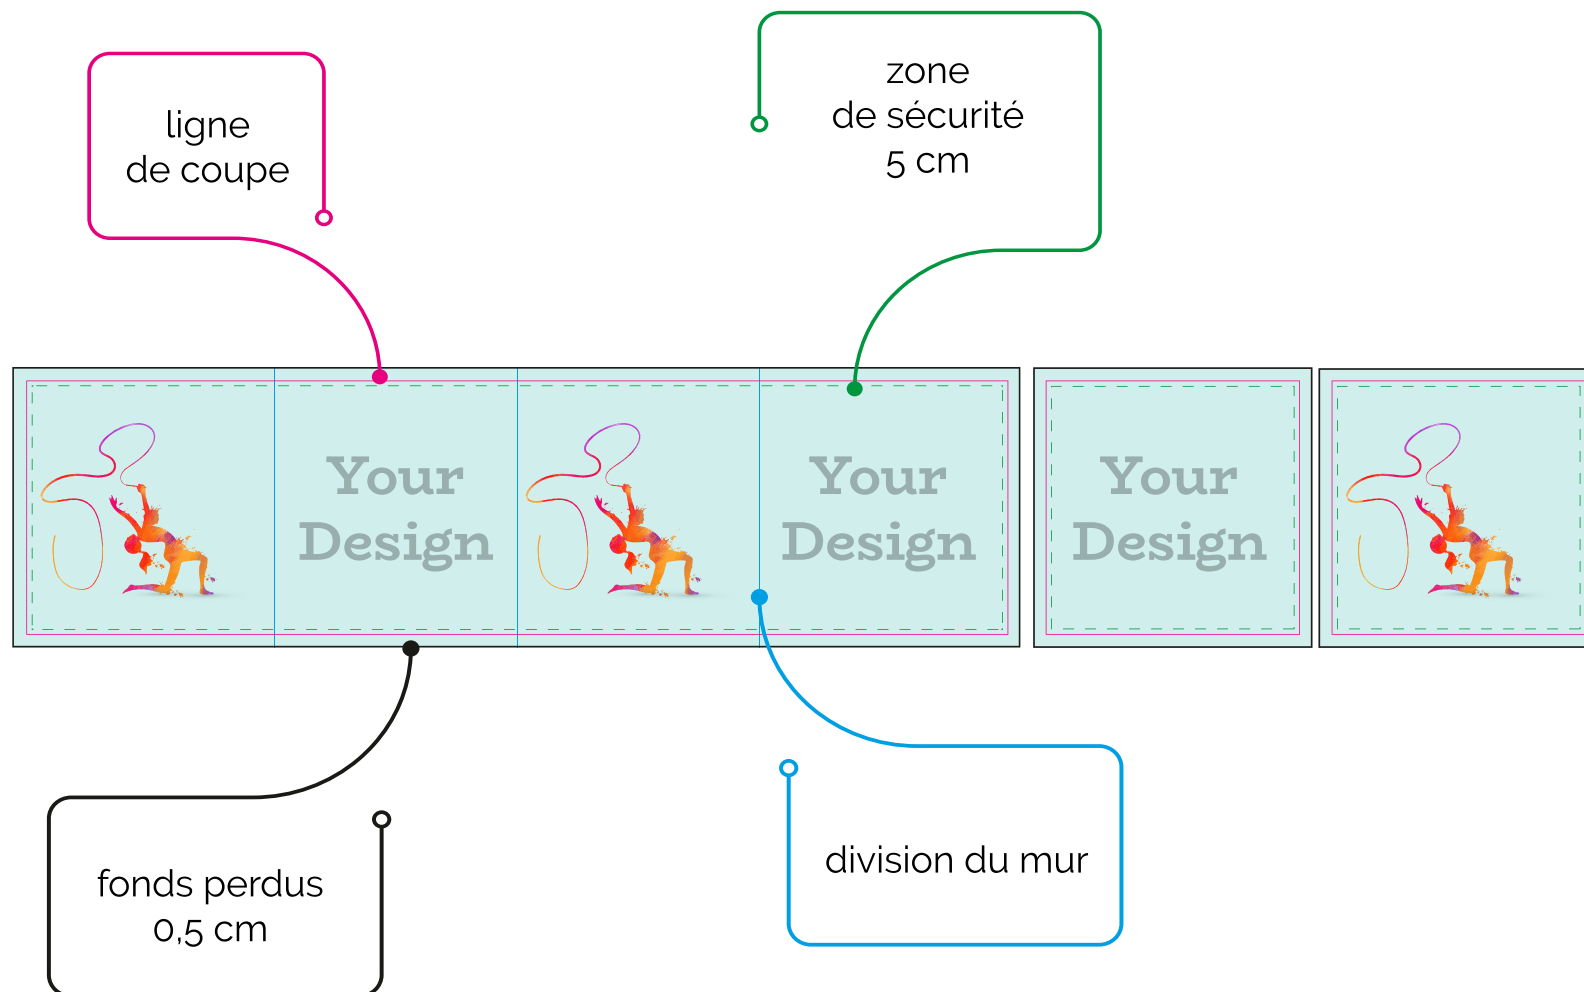 ligne
de coupe
zone
de sécurité
5 cm
Your
Design
Your
Design
Your
Design
fonds perdus
0,5 cm
division du mur